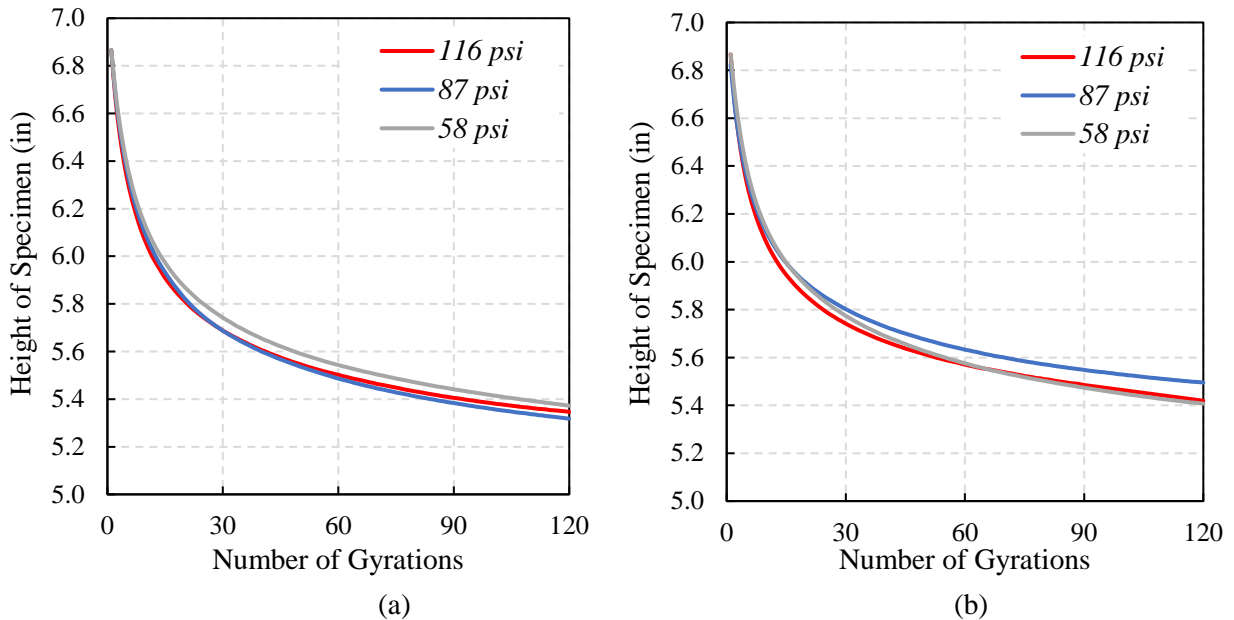 7.0
6.8
6.6
6.4
6.2
6.0
5.8
5.6
5.4
5.2
5.0
Height of Specimen (in)
116 psi
87 psi
58 psi
0 30 60 90 120
Number of Gyrations
(a)
7.0
6.8
6.6
6.4
6.2
6.0
5.8
5.6
5.4
5.2
5.0
Height of Specimen (in)
116 psi
87 psi
58 psi
0 30 60 90 120
Number of Gyrations
(b)